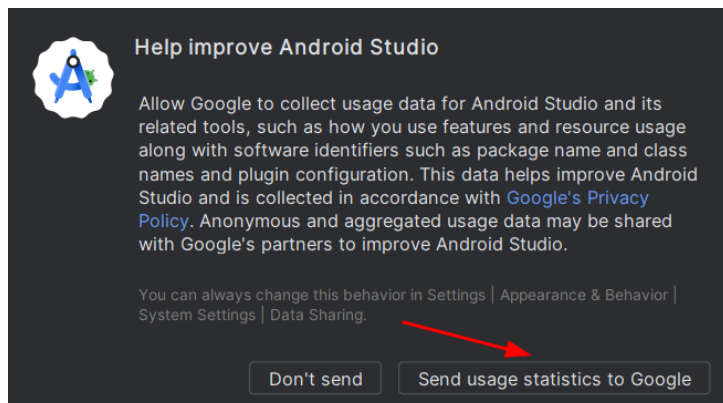 Help improve Android Studio
Allow Google to collect usage data for Android Studio and its
related tools, such as how you use features and resource usage
along with software identifiers such as package name and class
names and plugin configuration. This data helps improve Android
Studio and is collected in accordance with Google's Privacy
Policy. Anonymous and aggregated usage data may be shared
with Google's partners to improve Android Studio.
You can always change this behavior in Settings | Appearance & Behavior |
System Settings | Data Sharing.
Don't send
Send usage statistics to Google